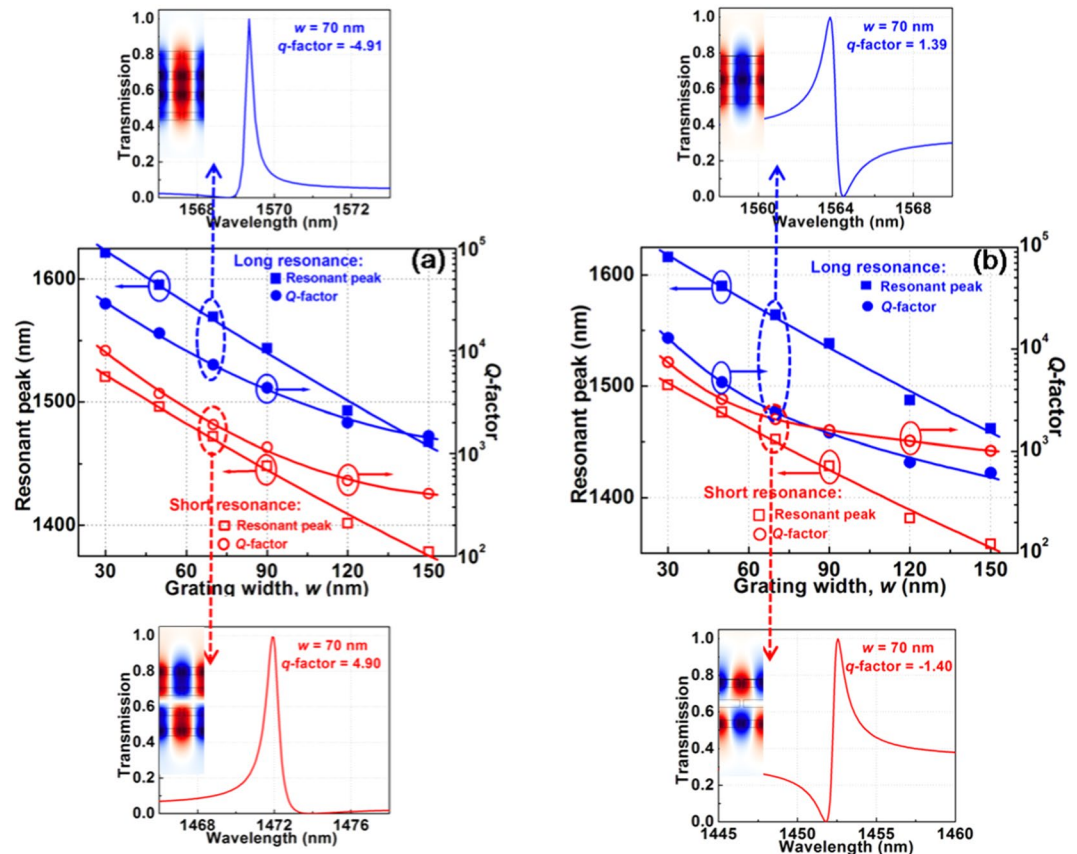 w = 70 nm
q-factor = -4.91
Transmission
1.0
0.8
0.6
0.4
0.2
0.0
1568
1570
1572
Wavelength (nm)
w = 70 nm
q-factor = 1.39
Transmission
1.0
0.8
0.6
0.4
0.2
0.0
1560
1564
1568
Wavelength (nm)
(a)
Long resonance:
Resonant peak
Q-factor
Short resonance:
Resonant peak
Q-factor
Resonant peak (nm)
1600
1500
1400
10^5
10^4
10^3
10^2
Q-factor
30
60
90
120
150
Grating width, w (nm)
(b)
Long resonance:
Resonant peak
Q-factor
Short resonance:
Resonant peak
Q-factor
Resonant peak (nm)
1600
1500
1400
10^5
10^4
10^3
10^2
Q-factor
30
60
90
120
150
Grating width, w (nm)
w = 70 nm
q-factor = 4.90
Transmission
1.0
0.8
0.6
0.4
0.2
0.0
1468
1472
1476
Wavelength (nm)
w = 70 nm
q-factor = -1.40
Transmission
1.0
0.8
0.6
0.4
0.2
0.0
1445
1450
1455
1460
Wavelength (nm)